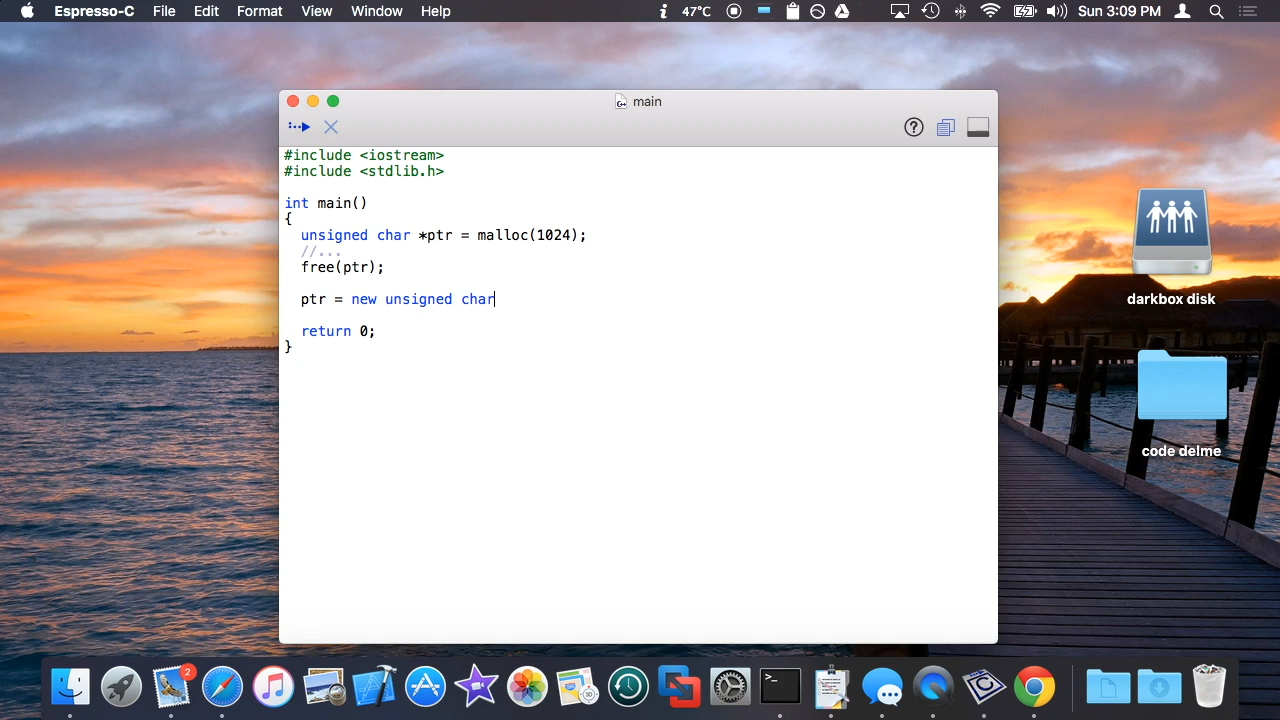 Espresso-C File Edit Format View Window Help i 47°C Sun 3:09 PM
main
#include <iostream>
#include <stdlib.h>
int main()
{
unsigned char *ptr = malloc(1024);
//...
free(ptr);
ptr = new unsigned char
return 0;
}
darkbox disk
code delme
2